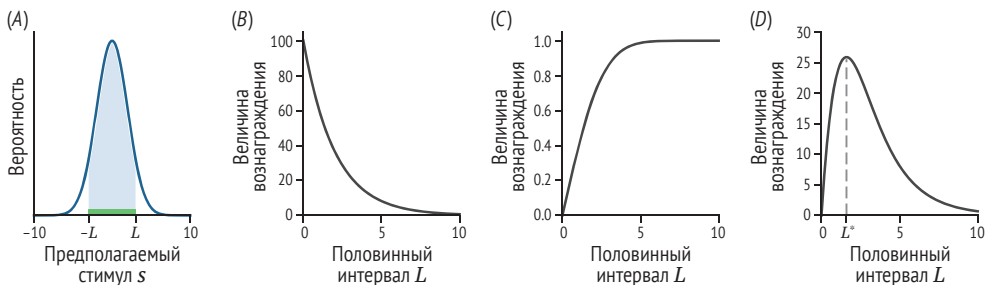 (A)
Вероятность
–10
–L
L
10
Предполагаемый
стимул s
(B)
Величина
вознаграждения
100
80
60
40
20
0
0
5
10
Половинный
интервал L
(C)
Величина
вознаграждения
1.0
0.8
0.6
0.4
0.2
0.0
0
5
10
Половинный
интервал L
(D)
Величина
вознаграждения
30
25
20
15
10
5
0
0
L*
5
10
Половинный
интервал L